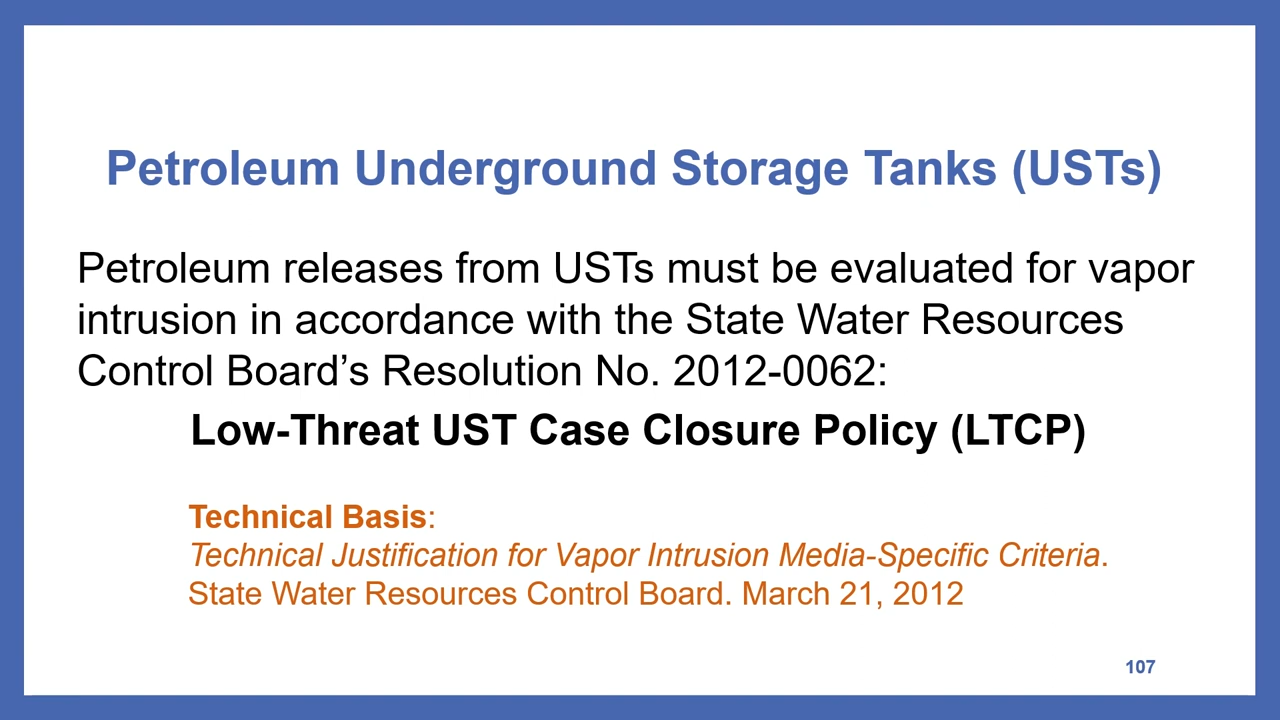 Petroleum Underground Storage Tanks (USTs)
Petroleum releases from USTs must be evaluated for vapor
intrusion in accordance with the State Water Resources
Control Board’s Resolution No. 2012-0062:
Low-Threat UST Case Closure Policy (LTCP)
Technical Basis:
Technical Justification for Vapor Intrusion Media-Specific Criteria.
State Water Resources Control Board. March 21, 2012
107